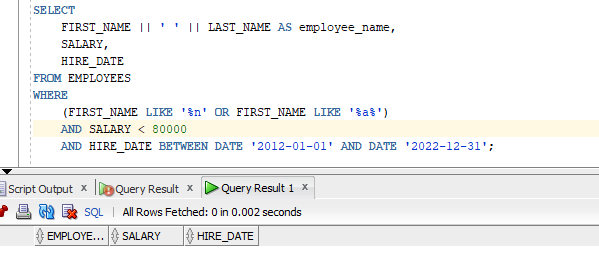 SELECT
FIRST_NAME || ' ' || LAST_NAME AS employee_name,
SALARY,
HIRE_DATE
FROM EMPLOYEES
WHERE
(FIRST_NAME LIKE '%n' OR FIRST_NAME LIKE '%a%')
AND SALARY < 80000
AND HIRE_DATE BETWEEN DATE '2012-01-01' AND DATE '2022-12-31';
Script Output x Query Result x Query Result 1 x
SQL | All Rows Fetched: 0 in 0.002 seconds
EMPLOYE... SALARY HIRE_DATE